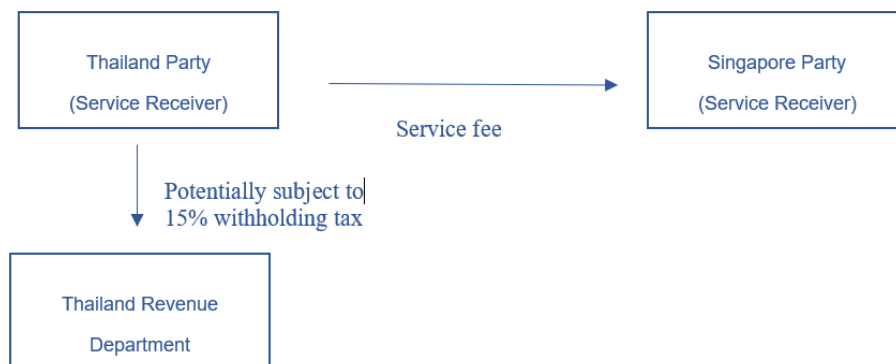 Thailand Party
(Service Receiver)
Singapore Party
(Service Receiver)
Service fee
Potentially subject to
15% withholding tax
Thailand Revenue
Department